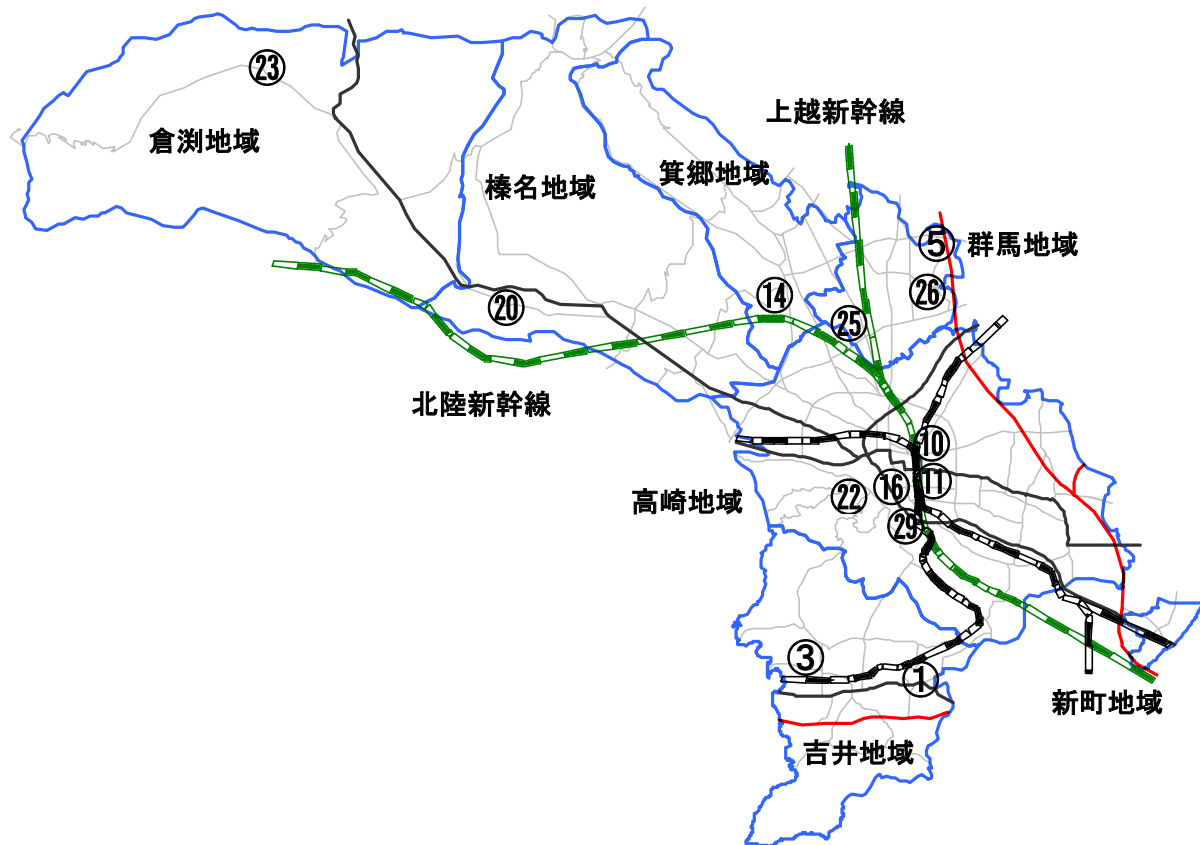 ㉓
倉渕地域
上越新幹線
箕郷地域
榛名地域
⑤
群馬地域
⑭
㉖
⑳
㉕
北陸新幹線
⑩
⑪
⑯
㉒
高崎地域
㉙
③
①
新町地域
吉井地域